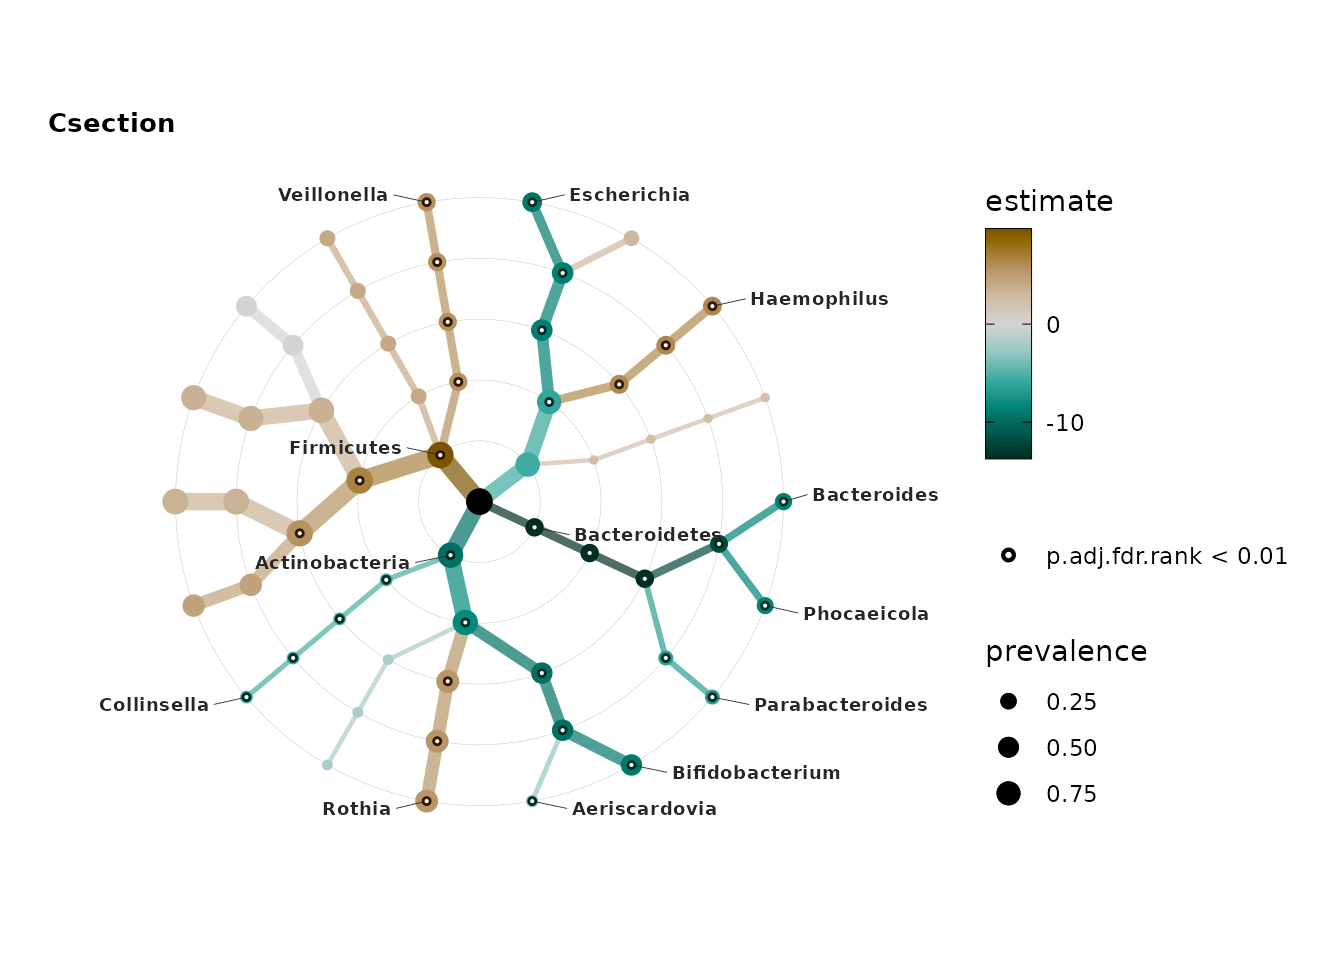 Csection
Veillonella
Escherichia
Haemophilus
Firmicutes
Bacteroides
Bacteroidetes
Actinobacteria
Phocaeicola
Collinsella
Parabacteroides
Bifidobacterium
Rothia
Aeriscardovia
estimate
0
-10
p.adj.fdr.rank < 0.01
prevalence
0.25
0.50
0.75